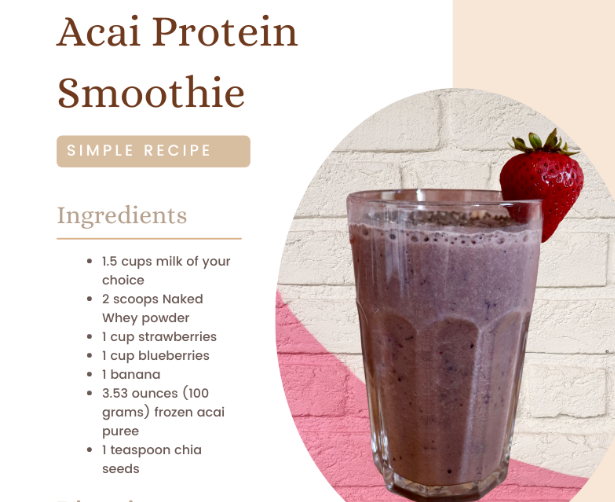 Acai Protein
Smoothie
SIMPLE RECIPE
Ingredients
1.5 cups milk of your
choice
2 scoops Naked
Whey powder
1 cup strawberries
1 cup blueberries
1 banana
3.53 ounces (100
grams) frozen acai
puree
1 teaspoon chia
seeds